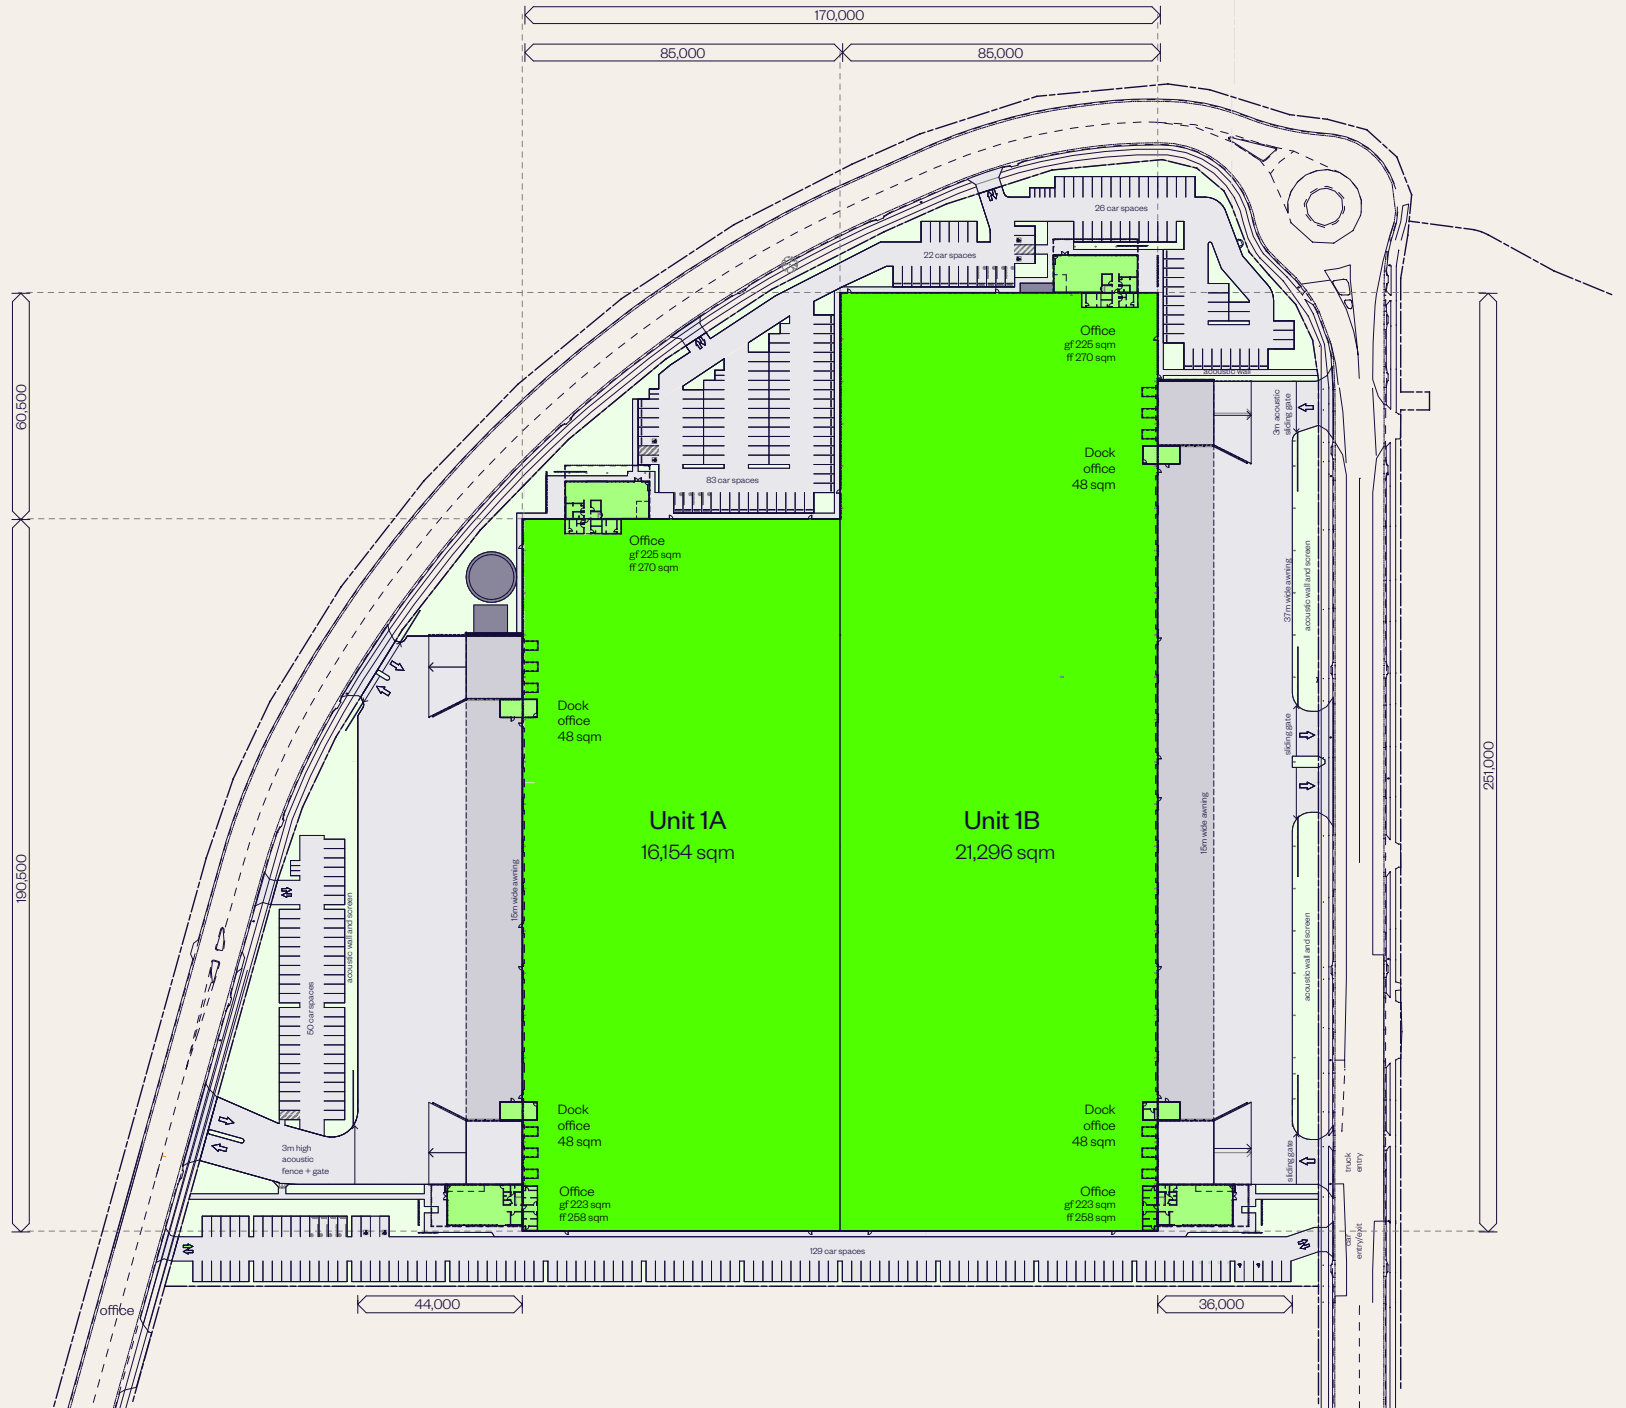 170,000
85,000
85,000
26 car spaces
22 car spaces
Office
gf 225 sqm
ff 270 sqm
acoustic wall
60,500
3m acoustic
sliding gate
Dock
office
48 sqm
83 car spaces
Office
gf 225 sqm
ff 270 sqm
37m wide awning
acoustic wall and screen
Dock
office
48 sqm
sliding gate
251,000
Unit 1A
16,154 sqm
Unit 1B
21,296 sqm
15m wide awning
15m wide awning
190,500
acoustic wall and screen
acoustic wall and screen
50 car spaces
Dock
office
48 sqm
Dock
office
48 sqm
3m high
acoustic
fence + gate
sliding gate
truck
entry
Office
gf 223 sqm
ff 258 sqm
Office
gf 223 sqm
ff 258 sqm
car
entry/exit
129 car spaces
44,000
36,000
office